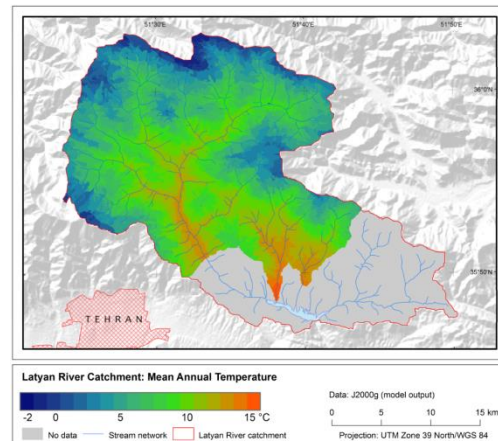 51°30'E 51°40'E 51°50'E
36°2'N
35°52'N
TEHRAN
Latyan River Catchment: Mean Annual Temperature
-2 0 5 10 15 °C
No data Stream network Latyan River catchment
Data: J2000g (model output)
0 5 10 15 km
Projection: UTM Zone 39 North/WGS 84